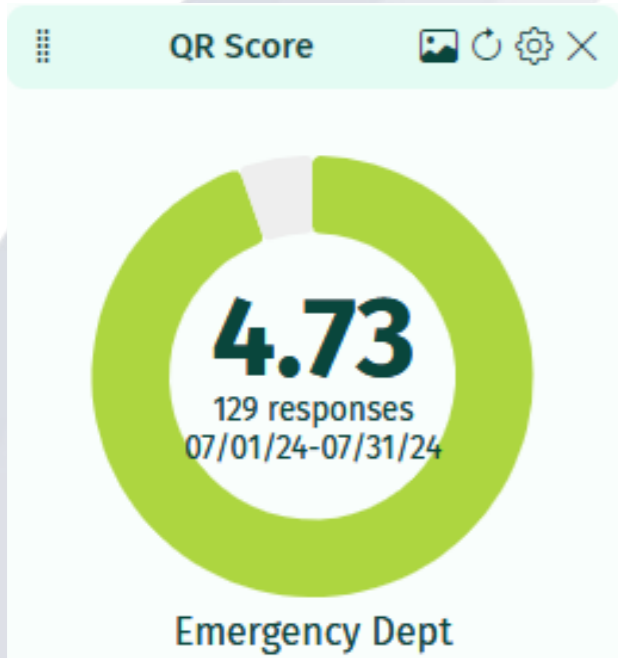 QR Score
4.73
129 responses
07/01/24-07/31/24
Emergency Dept